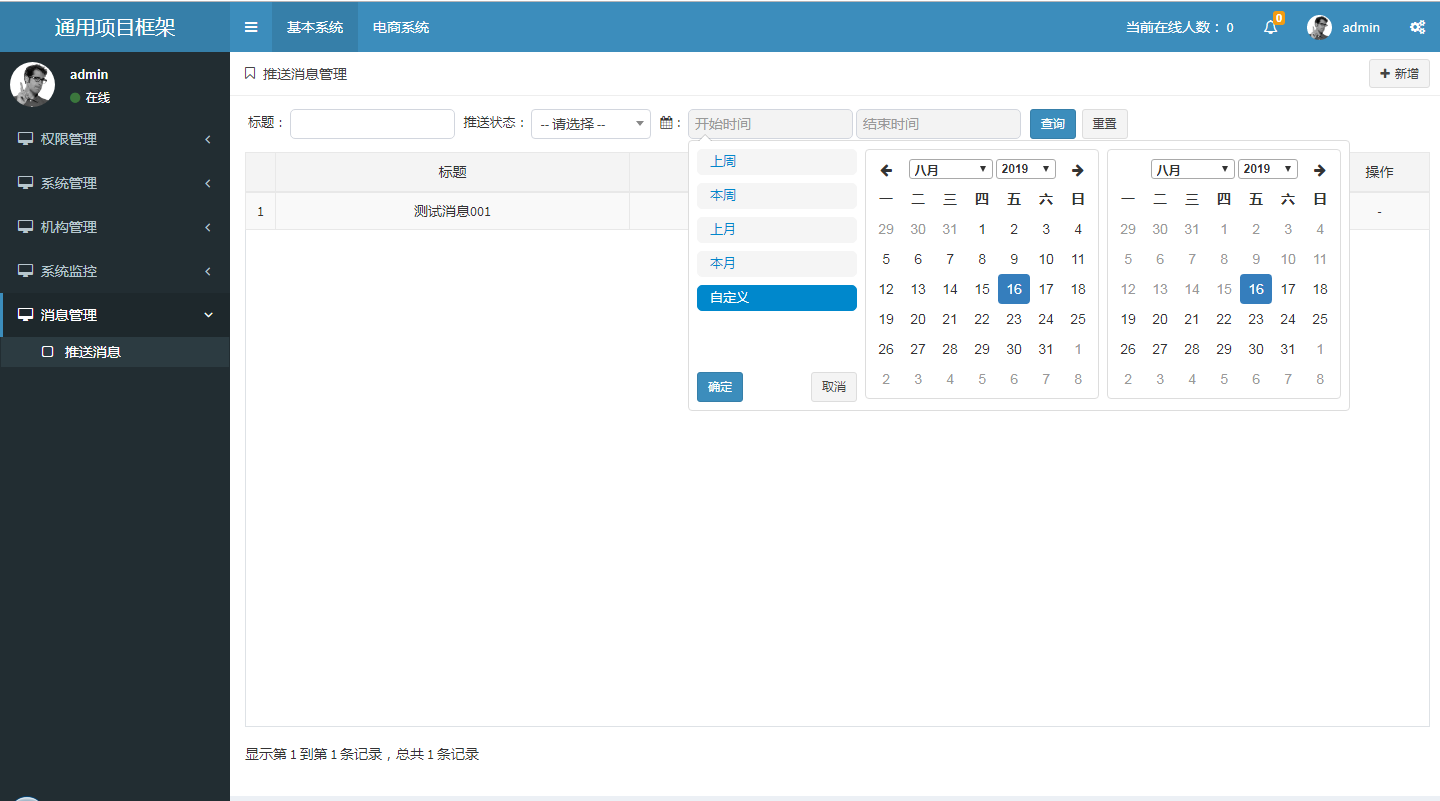 通用项目框架 基本系统 电商系统 当前在线人数： 0 0 admin
admin
在线
权限管理
系统管理
机构管理
系统监控
消息管理
推送消息
推送消息管理 新增
标题： 推送状态： -- 请选择 -- ： 开始时间 结束时间 查询 重置
标题 操作
1 测试消息001 -
上周
本周
上月
本月
自定义
确定 取消
八月 2019
一 二 三 四 五 六 日
29 30 31 1 2 3 4
5 6 7 8 9 10 11
12 13 14 15 16 17 18
19 20 21 22 23 24 25
26 27 28 29 30 31 1
2 3 4 5 6 7 8
八月 2019
一 二 三 四 五 六 日
29 30 31 1 2 3 4
5 6 7 8 9 10 11
12 13 14 15 16 17 18
19 20 21 22 23 24 25
26 27 28 29 30 31 1
2 3 4 5 6 7 8
显示第 1 到第 1 条记录，总共 1 条记录